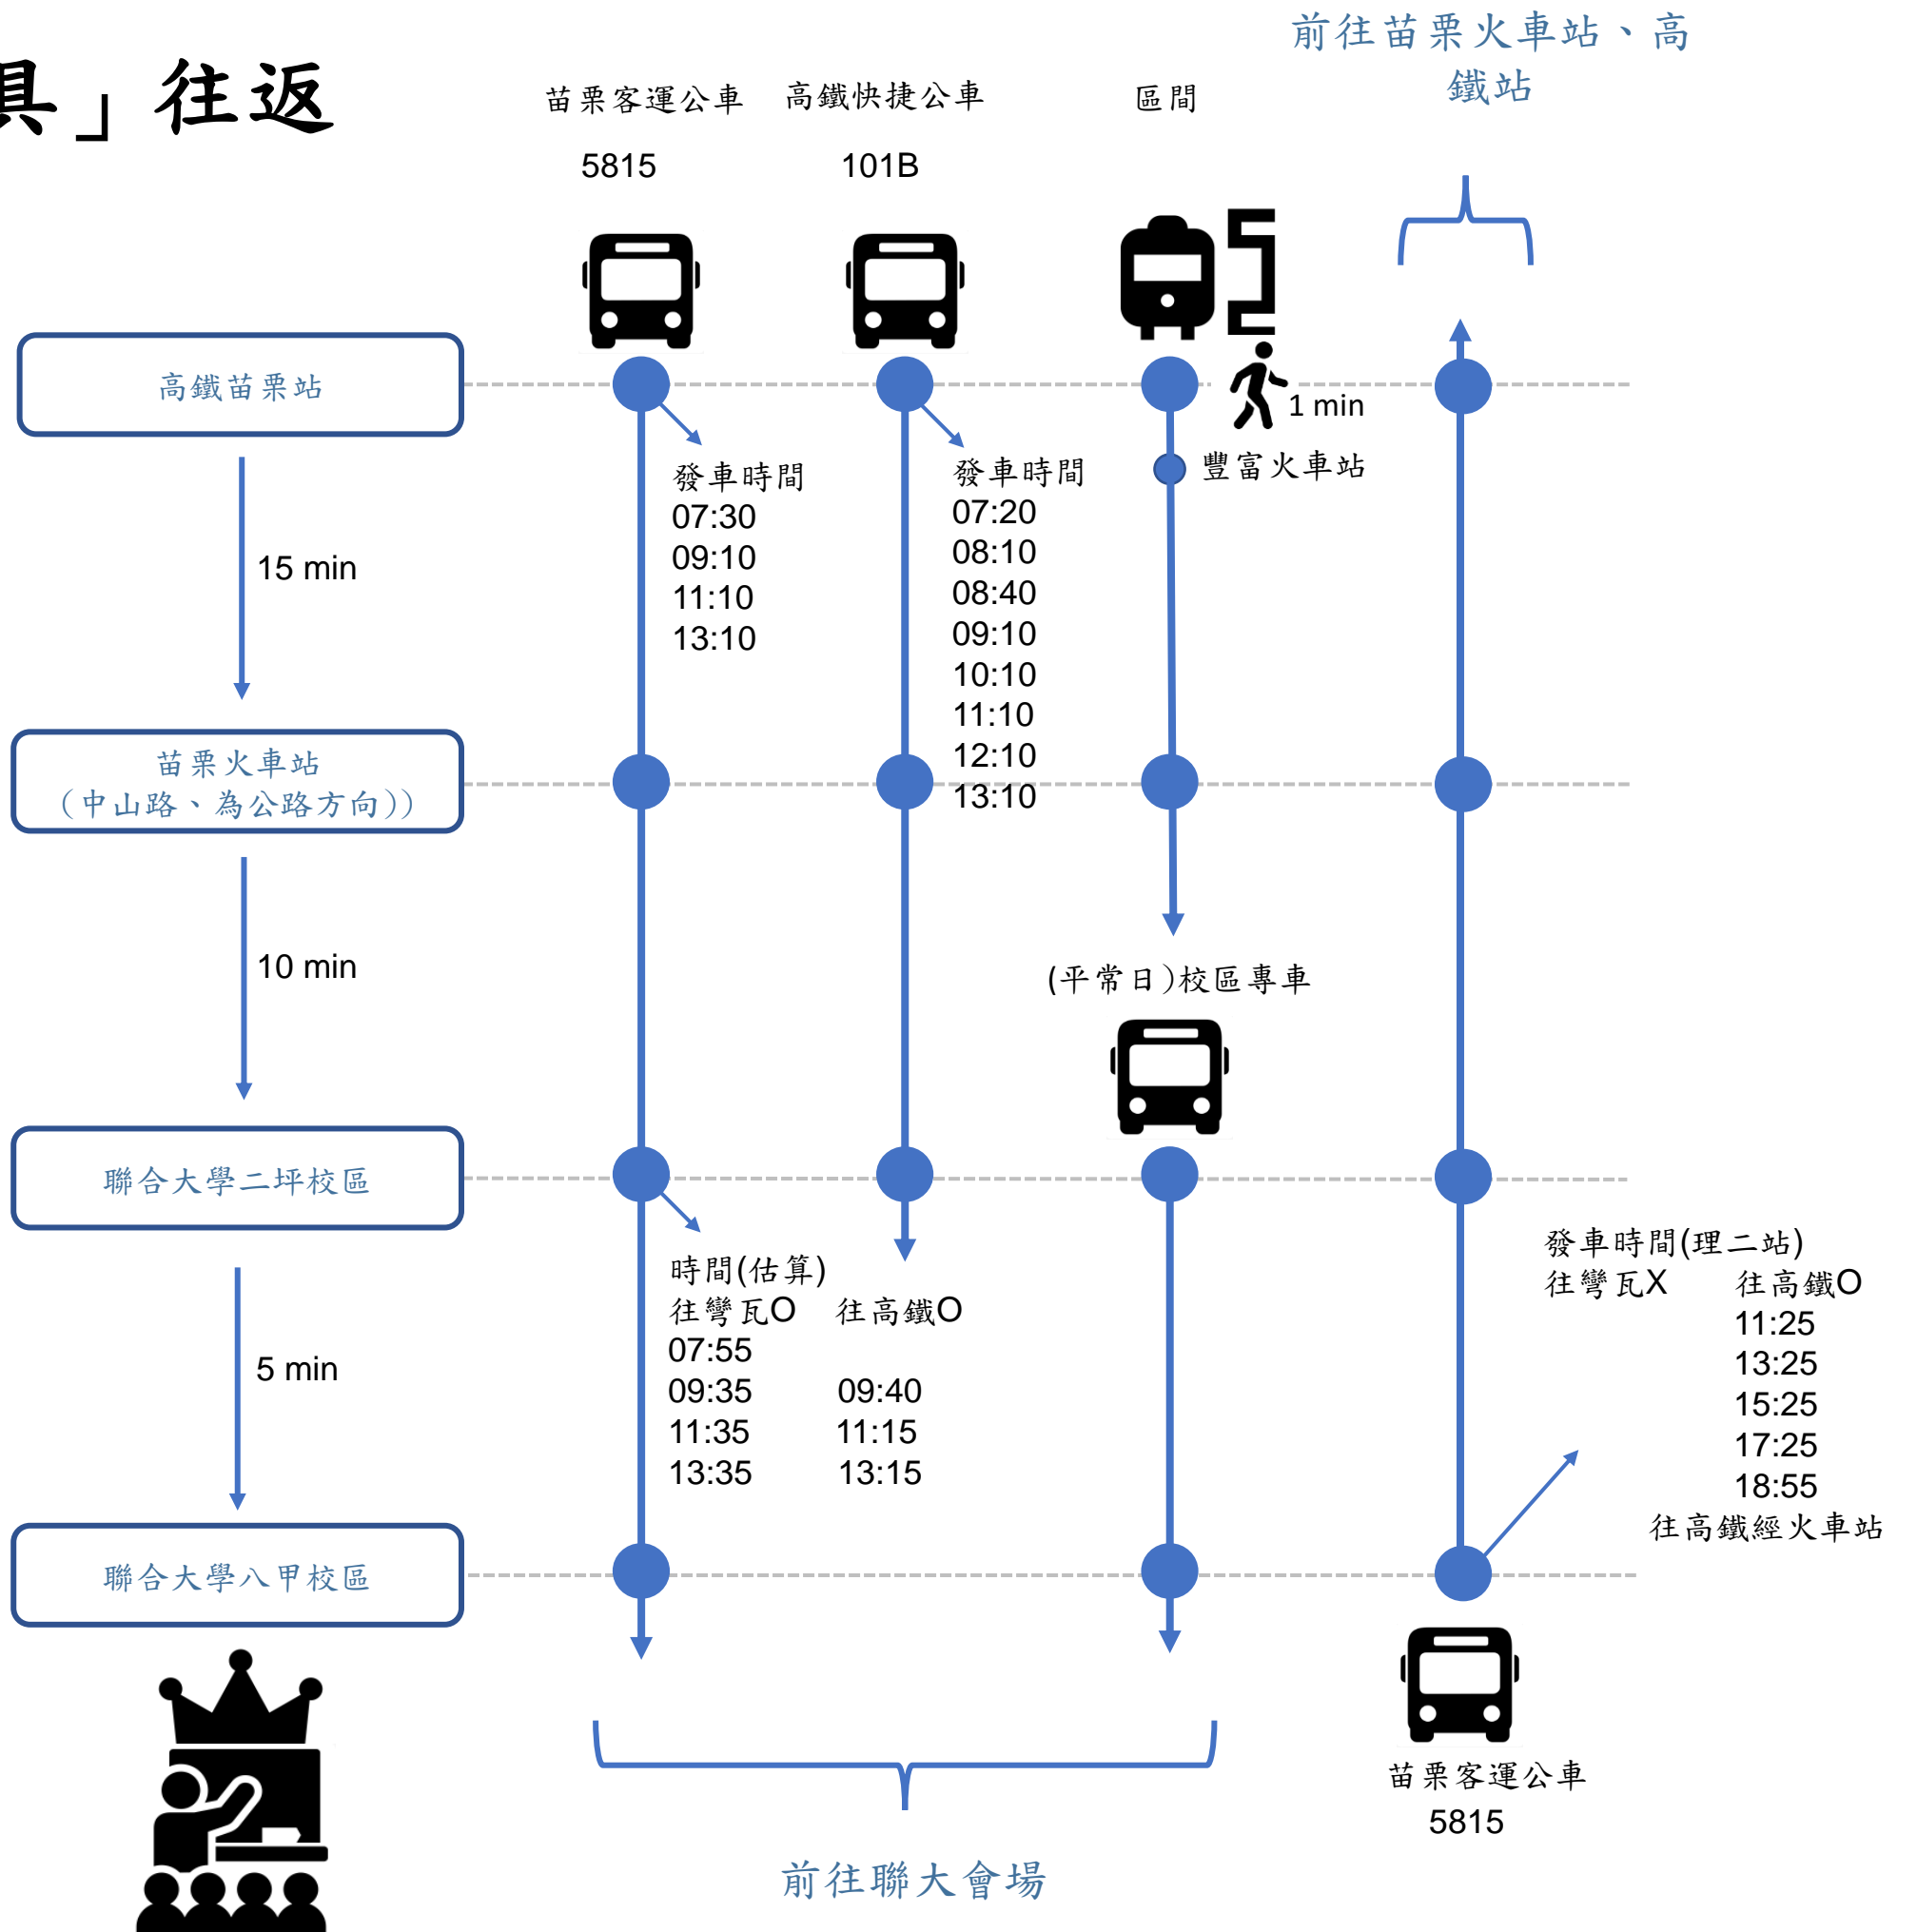 具」往返
前往苗栗火車站、高
鐵站
苗栗客運公車
5815
高鐵快捷公車
101B
區間
高鐵苗栗站
1 min
豐富火車站
發車時間
07:30
09:10
11:10
13:10
發車時間
07:20
08:10
08:40
09:10
10:10
11:10
12:10
13:10
15 min
苗栗火車站
(中山路、為公路方向))
10 min
(平常日)校區專車
聯合大學二坪校區
時間(估算)
往彎瓦O 往高鐵O
07:55
09:35 09:40
11:35 11:15
13:35 13:15
發車時間(理二站)
往彎瓦X 往高鐵O
11:25
13:25
15:25
17:25
18:55
往高鐵經火車站
5 min
聯合大學八甲校區
苗栗客運公車
5815
前往聯大會場